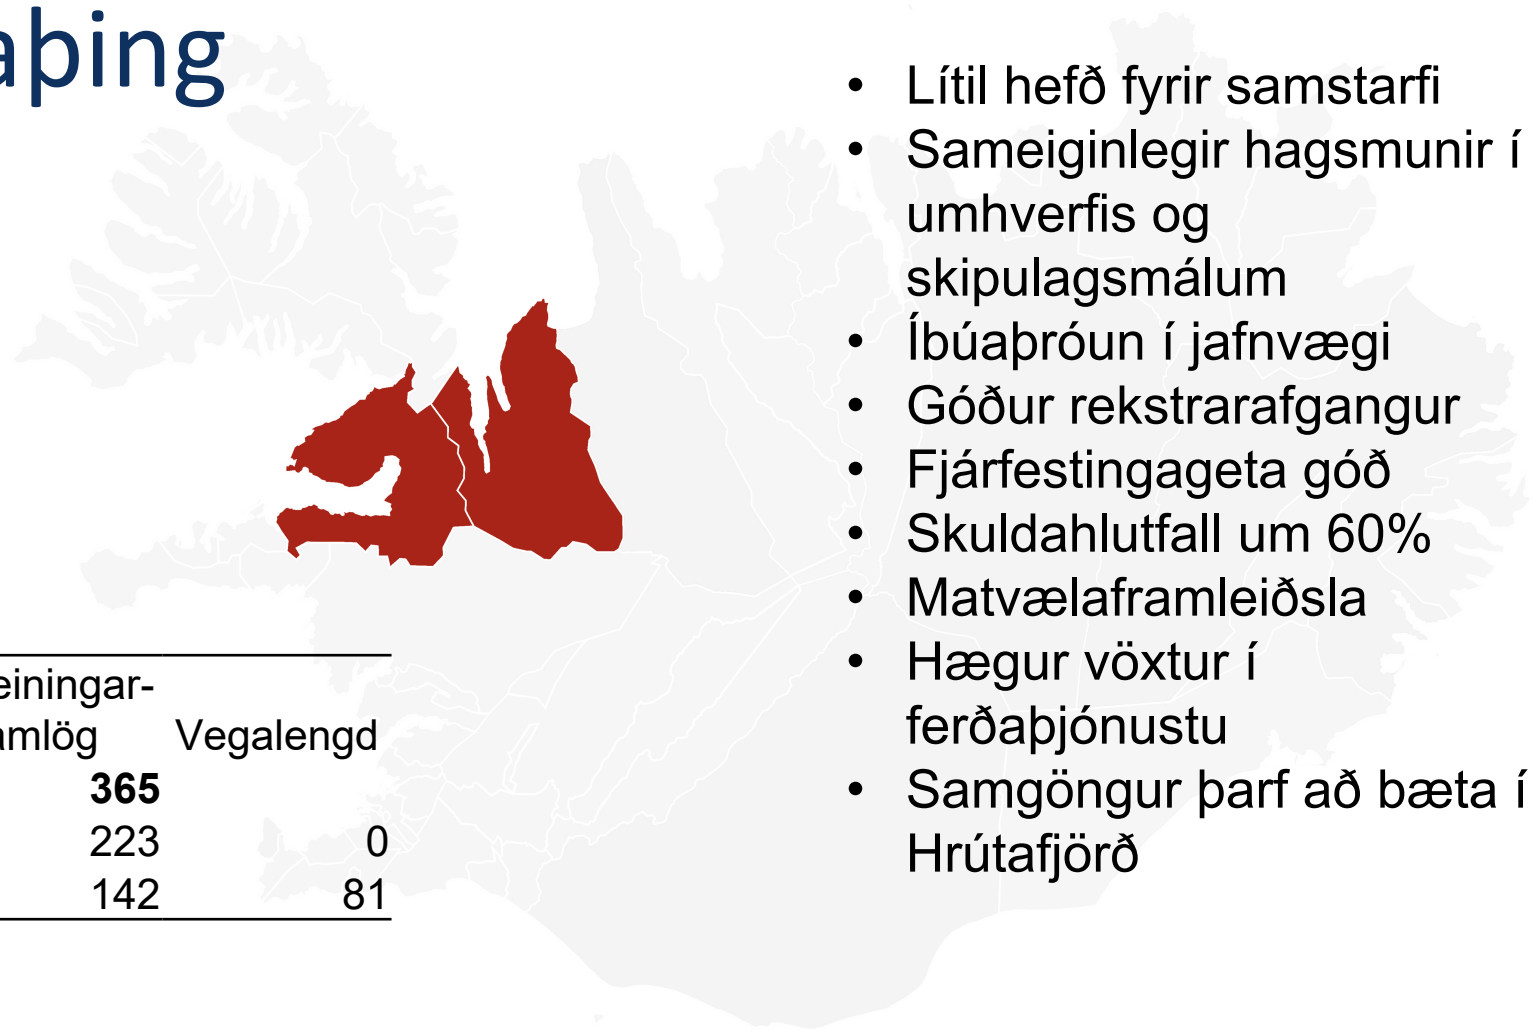 aþing
• Lítil hefð fyrir samstarfi
• Sameiginlegir hagsmunir í
umhverfis og
skipulagsmálum
• Íbúaþróun í jafnvægi
• Góður rekstrarafgangur
• Fjárfestingageta góð
• Skuldahlutfall um 60%
• Matvælaframleiðsla
• Hægur vöxtur í
ferðaþjónustu
• Samgöngur þarf að bæta í
Hrútafjörð
einingar-
amlög Vegalengd
365
223 0
142 81